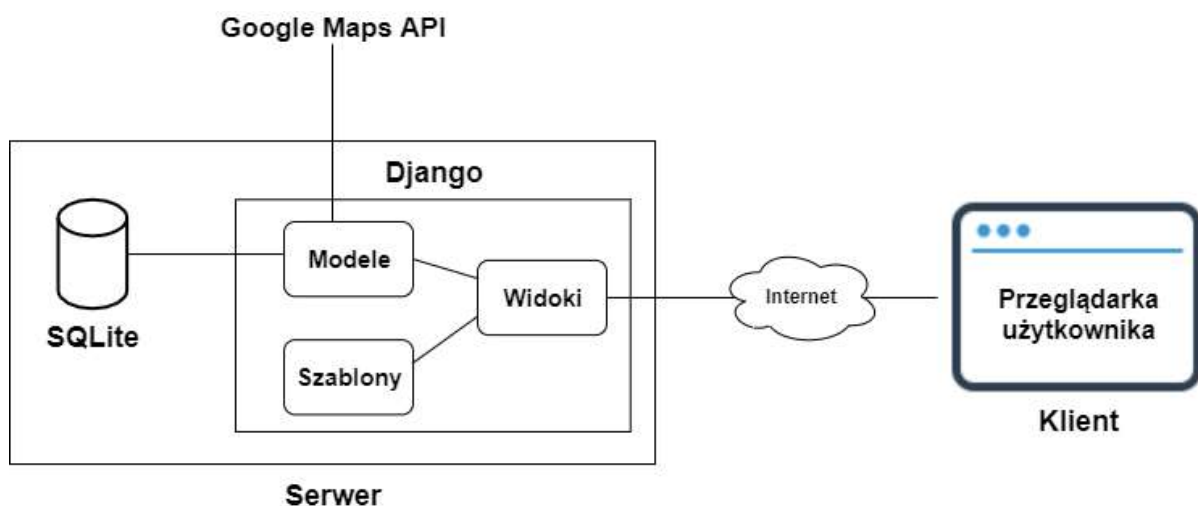 Google Maps API
Django
Modele
Widoki
Internet
Przeglądarka
użytkownika
SQLite
Szablony
Klient
Serwer